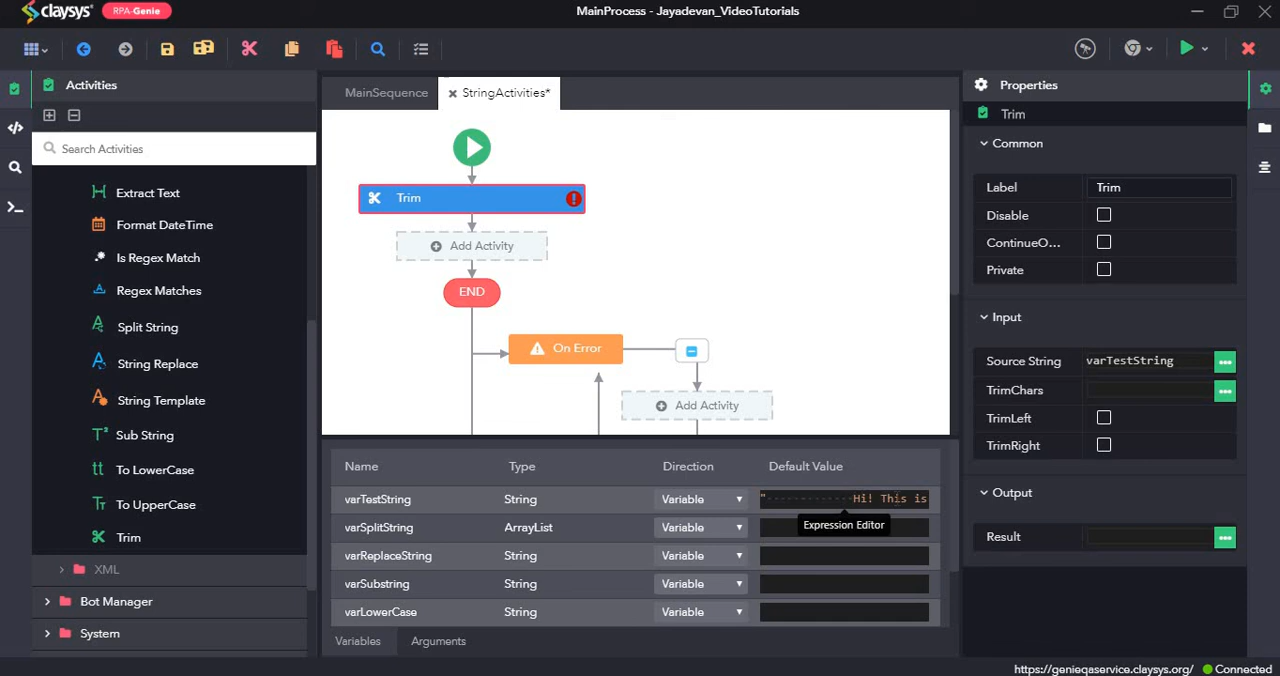 claysys
RPA-Genie
MainProcess - Jayadevan_VideoTutorials
Activities
Search Activities
Extract Text
Format DateTime
Is Regex Match
Regex Matches
Split String
String Replace
String Template
Sub String
To LowerCase
To UpperCase
Trim
XML
Bot Manager
System
MainSequence
StringActivities*
Trim
Add Activity
END
On Error
Add Activity
Name Type Direction Default Value
varTestString String Variable "-------------Hi! This is
Expression Editor
varSplitString ArrayList Variable
varReplaceString String Variable
varSubstring String Variable
varLowerCase String Variable
Variables Arguments
Properties
Trim
Common
Label Trim
Disable
ContinueO...
Private
Input
Source String varTestString
TrimChars
TrimLeft
TrimRight
Output
Result
https://genieqaservice.claysys.org/ Connected